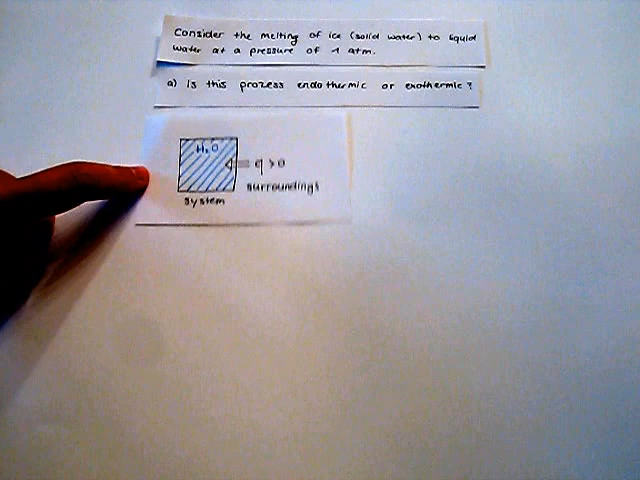 Consider the melting of ice (solid water) to liquid
water at a pressure of 1 atm.
a) Is this prozess endothermic or exothermic?
H₂O
q > 0
surroundings
system